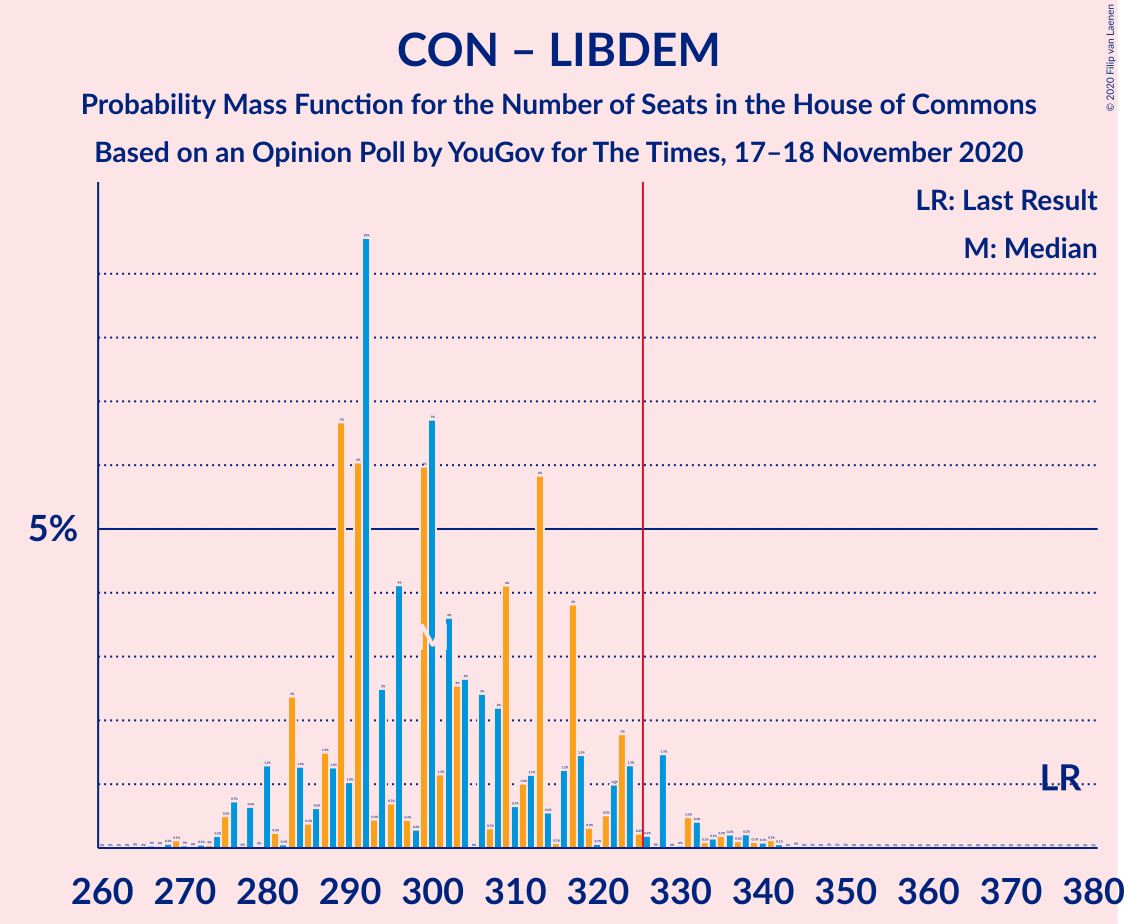 CON – LIBDEM
Probability Mass Function for the Number of Seats in the House of Commons
Based on an Opinion Poll by YouGov for The Times, 17–18 November 2020
© 2020 Filip van Laenen
LR: Last Result
M: Median
5%
M
LR
260 270 280 290 300 310 320 330 340 350 360 370 380